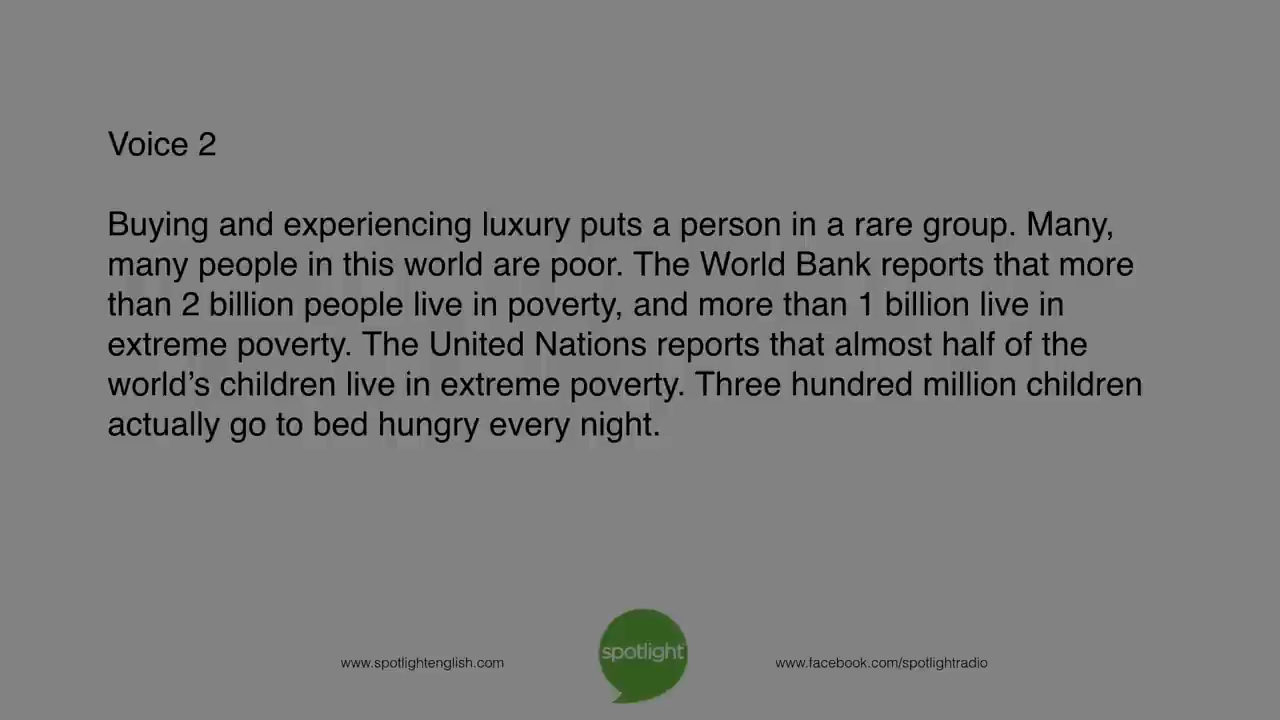 Voice 2
Buying and experiencing luxury puts a person in a rare group. Many,
many people in this world are poor. The World Bank reports that more
than 2 billion people live in poverty, and more than 1 billion live in
extreme poverty. The United Nations reports that almost half of the
world’s children live in extreme poverty. Three hundred million children
actually go to bed hungry every night.
www.spotlightenglish.com
spotlight
www.facebook.com/spotlightradio